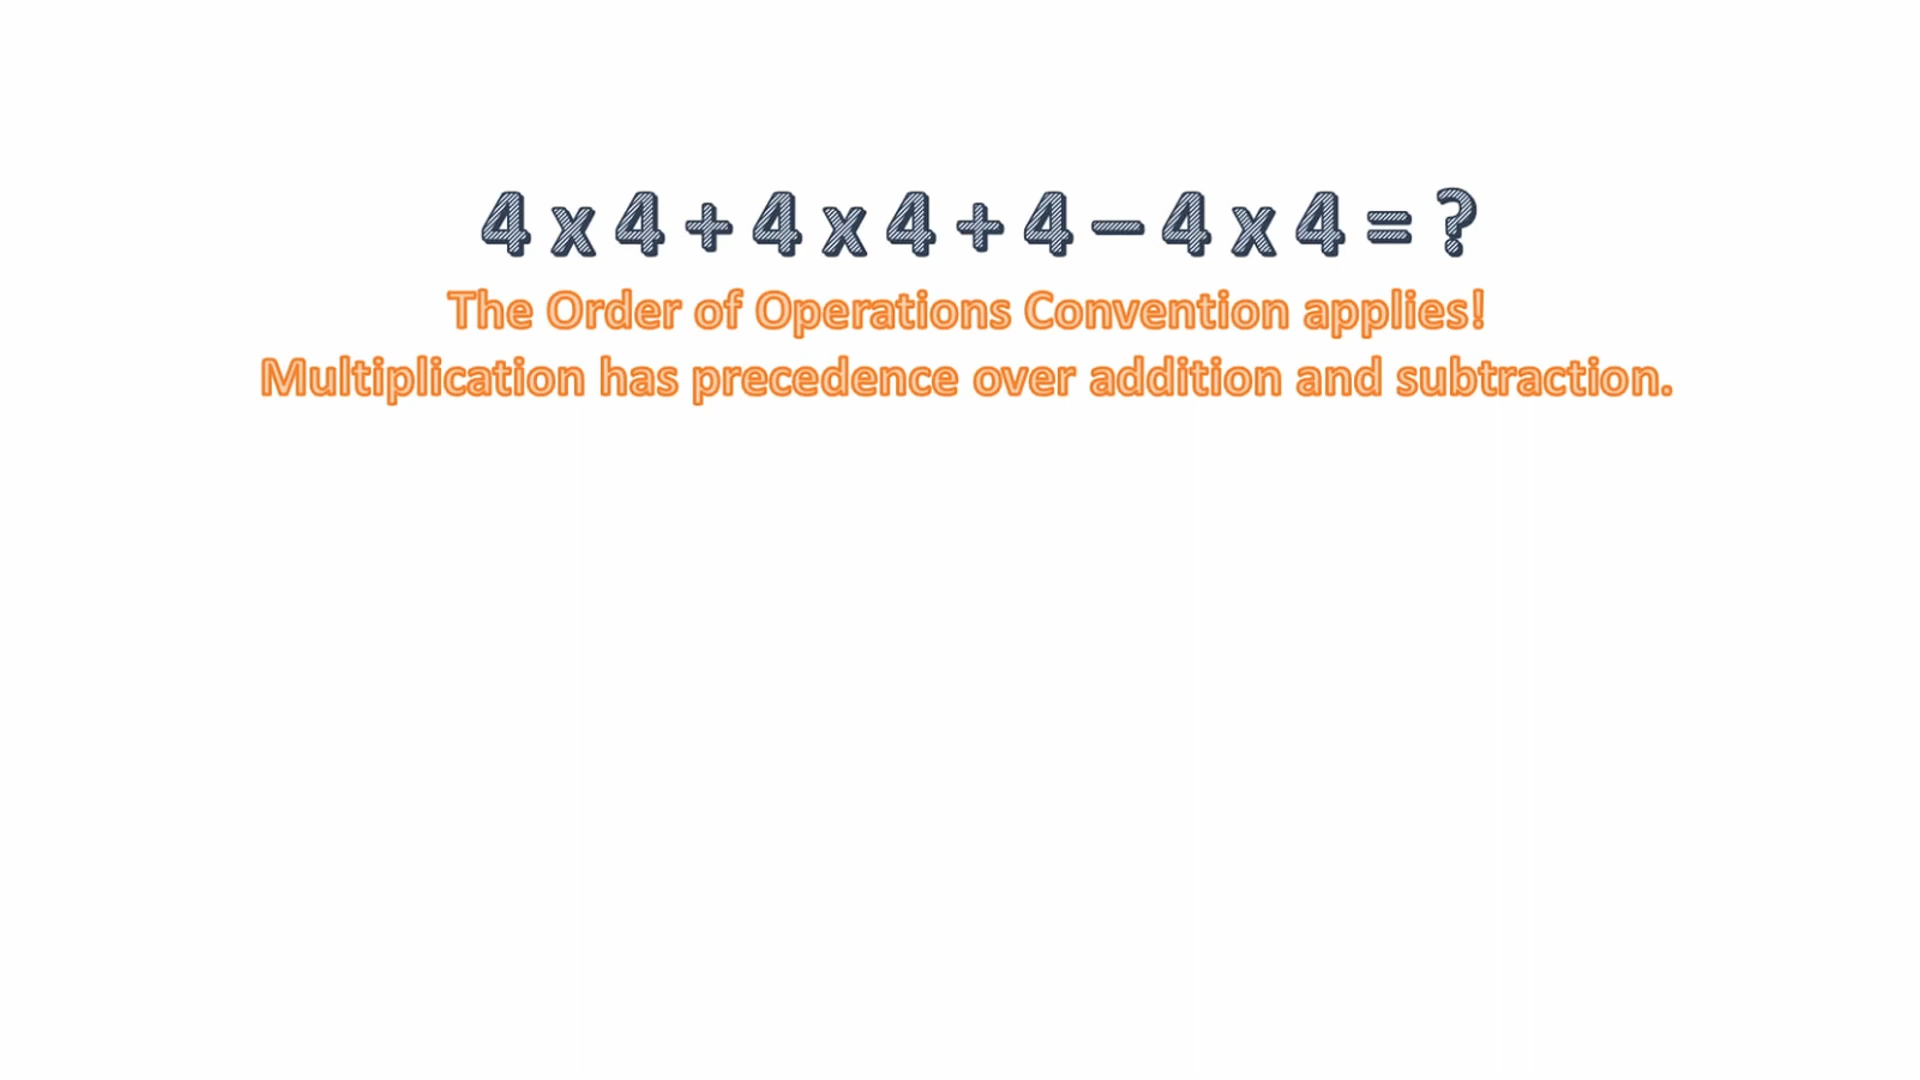 4 x 4 + 4 x 4 + 4 – 4 x 4 = ?
The Order of Operations Convention applies!
Multiplication has precedence over addition and subtraction.